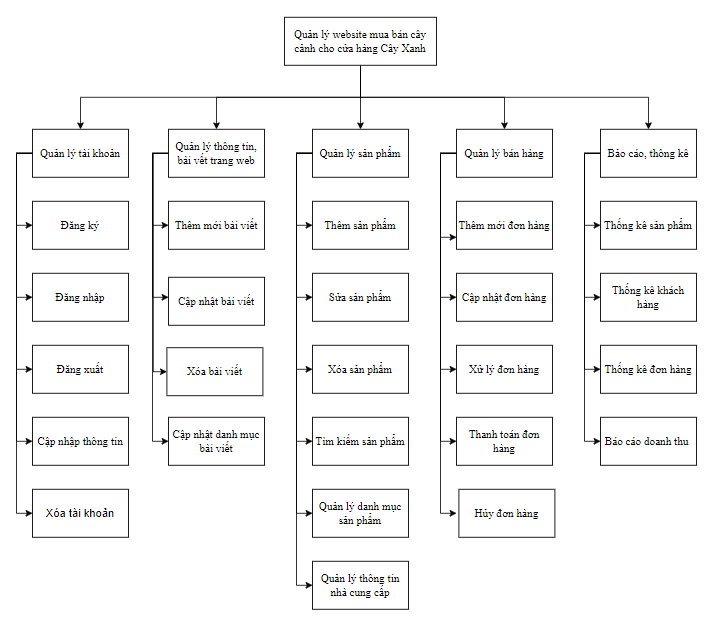 Quản lý website mua bán cây
cảnh cho cửa hàng Cây Xanh
Quản lý tài khoản
Đăng ký
Đăng nhập
Đăng xuất
Cập nhập thông tin
Xóa tài khoản
Quản lý thông tin,
bài vết trang web
Thêm mới bài viết
Cập nhật bài viết
Xóa bài viết
Cập nhật danh mục
bài viết
Quản lý sản phẩm
Thêm sản phẩm
Sửa sản phẩm
Xóa sản phẩm
Tìm kiếm sản phẩm
Quản lý danh mục
sản phẩm
Quản lý thông tin
nhà cung cấp
Quản lý bán hàng
Thêm mới đơn hàng
Cập nhật đơn hàng
Xử lý đơn hàng
Thanh toán đơn
hàng
Hủy đơn hàng
Báo cáo, thống kê
Thống kê sản phẩm
Thống kê khách
hàng
Thống kê đơn hàng
Báo cáo doanh thu